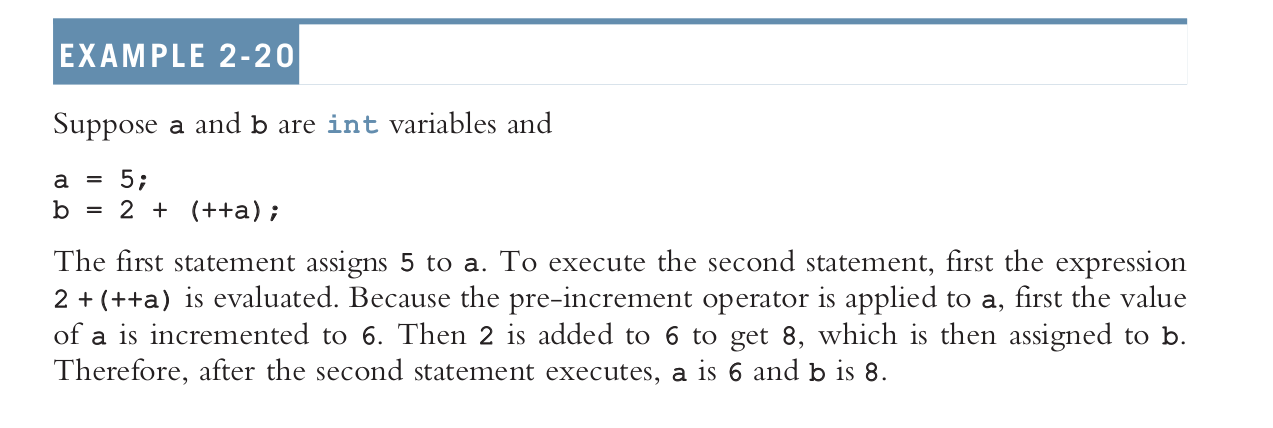 EXAMPLE 2-20
Suppose a and b are int variables and
a = 5;
b = 2 + (++a);
The first statement assigns 5 to a. To execute the second statement, first the expression
2 + (++a) is evaluated. Because the pre-increment operator is applied to a, first the value
of a is incremented to 6. Then 2 is added to 6 to get 8, which is then assigned to b.
Therefore, after the second statement executes, a is 6 and b is 8.